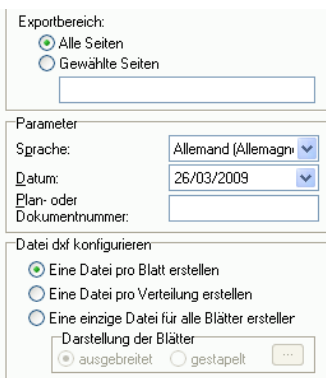 Exportbereich:
Alle Seiten
Gewählte Seiten
Parameter
Sprache:
Allemand (Allemagn
Datum:
26/03/2009
Plan- oder
Dokumentnummer:
Datei dxf konfigurieren
Eine Datei pro Blatt erstellen
Eine Datei pro Verteilung erstellen
Eine einzige Datei für alle Blätter ersteller
Darstellung der Blätter
ausgebreitet
gestapelt
...